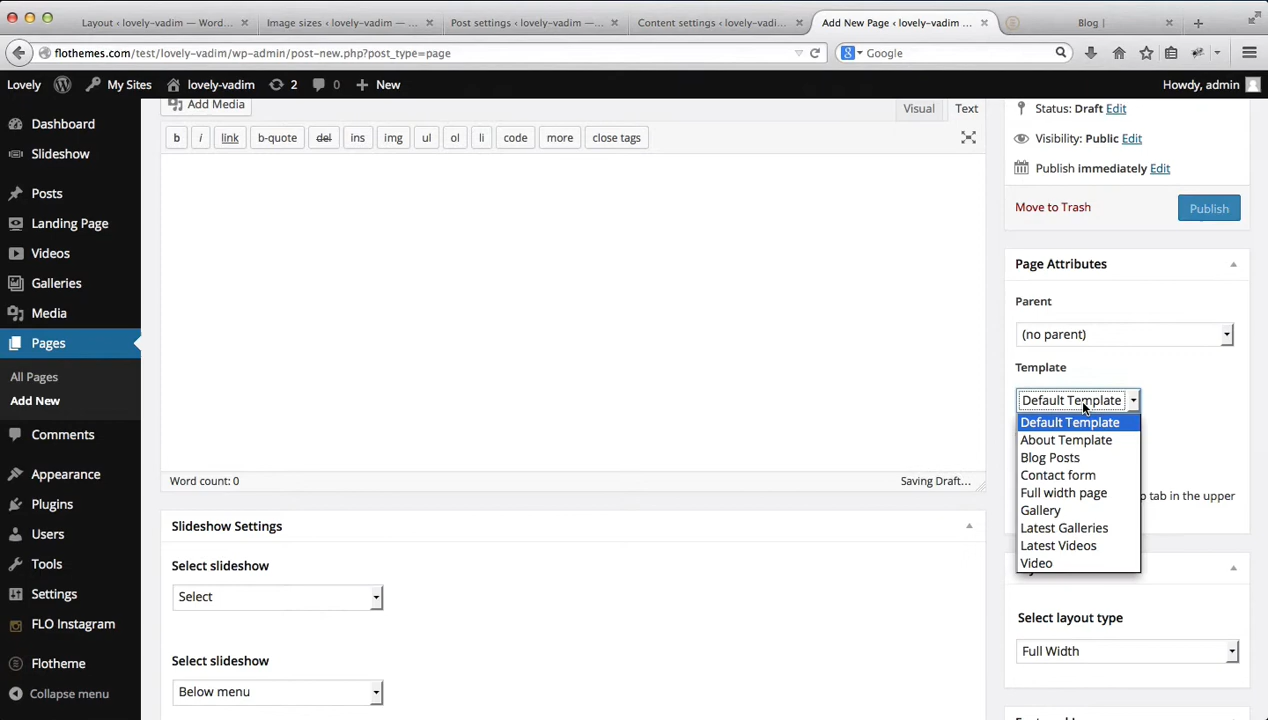 Layout ‹ lovely-vadim — Word...
Image sizes ‹ lovely-vadim — ...
Post settings ‹ lovely-vadim — ...
Content settings ‹ lovely-vadi...
Add New Page ‹ lovely-vadim ...
Blog |
flothemes.com/test/lovely-vadim/wp-admin/post-new.php?post_type=page
Google
Lovely
My Sites
lovely-vadim
2
0
New
Howdy, admin
Dashboard
Slideshow
Posts
Landing Page
Videos
Galleries
Media
Pages
All Pages
Add New
Comments
Appearance
Plugins
Users
Tools
Settings
FLO Instagram
Flotheme
Collapse menu
Add Media
Visual
Text
b
i
link
b-quote
del
ins
img
ul
ol
li
code
more
close tags
Word count: 0
Saving Draft...
Slideshow Settings
Select slideshow
Select
Select slideshow
Below menu
Status: Draft Edit
Visibility: Public Edit
Publish immediately Edit
Move to Trash
Publish
Page Attributes
Parent
(no parent)
Template
Default Template
Default Template
About Template
Blog Posts
Contact form
Full width page
tab in the upper
Gallery
Latest Galleries
Latest Videos
Video
Select layout type
Full Width